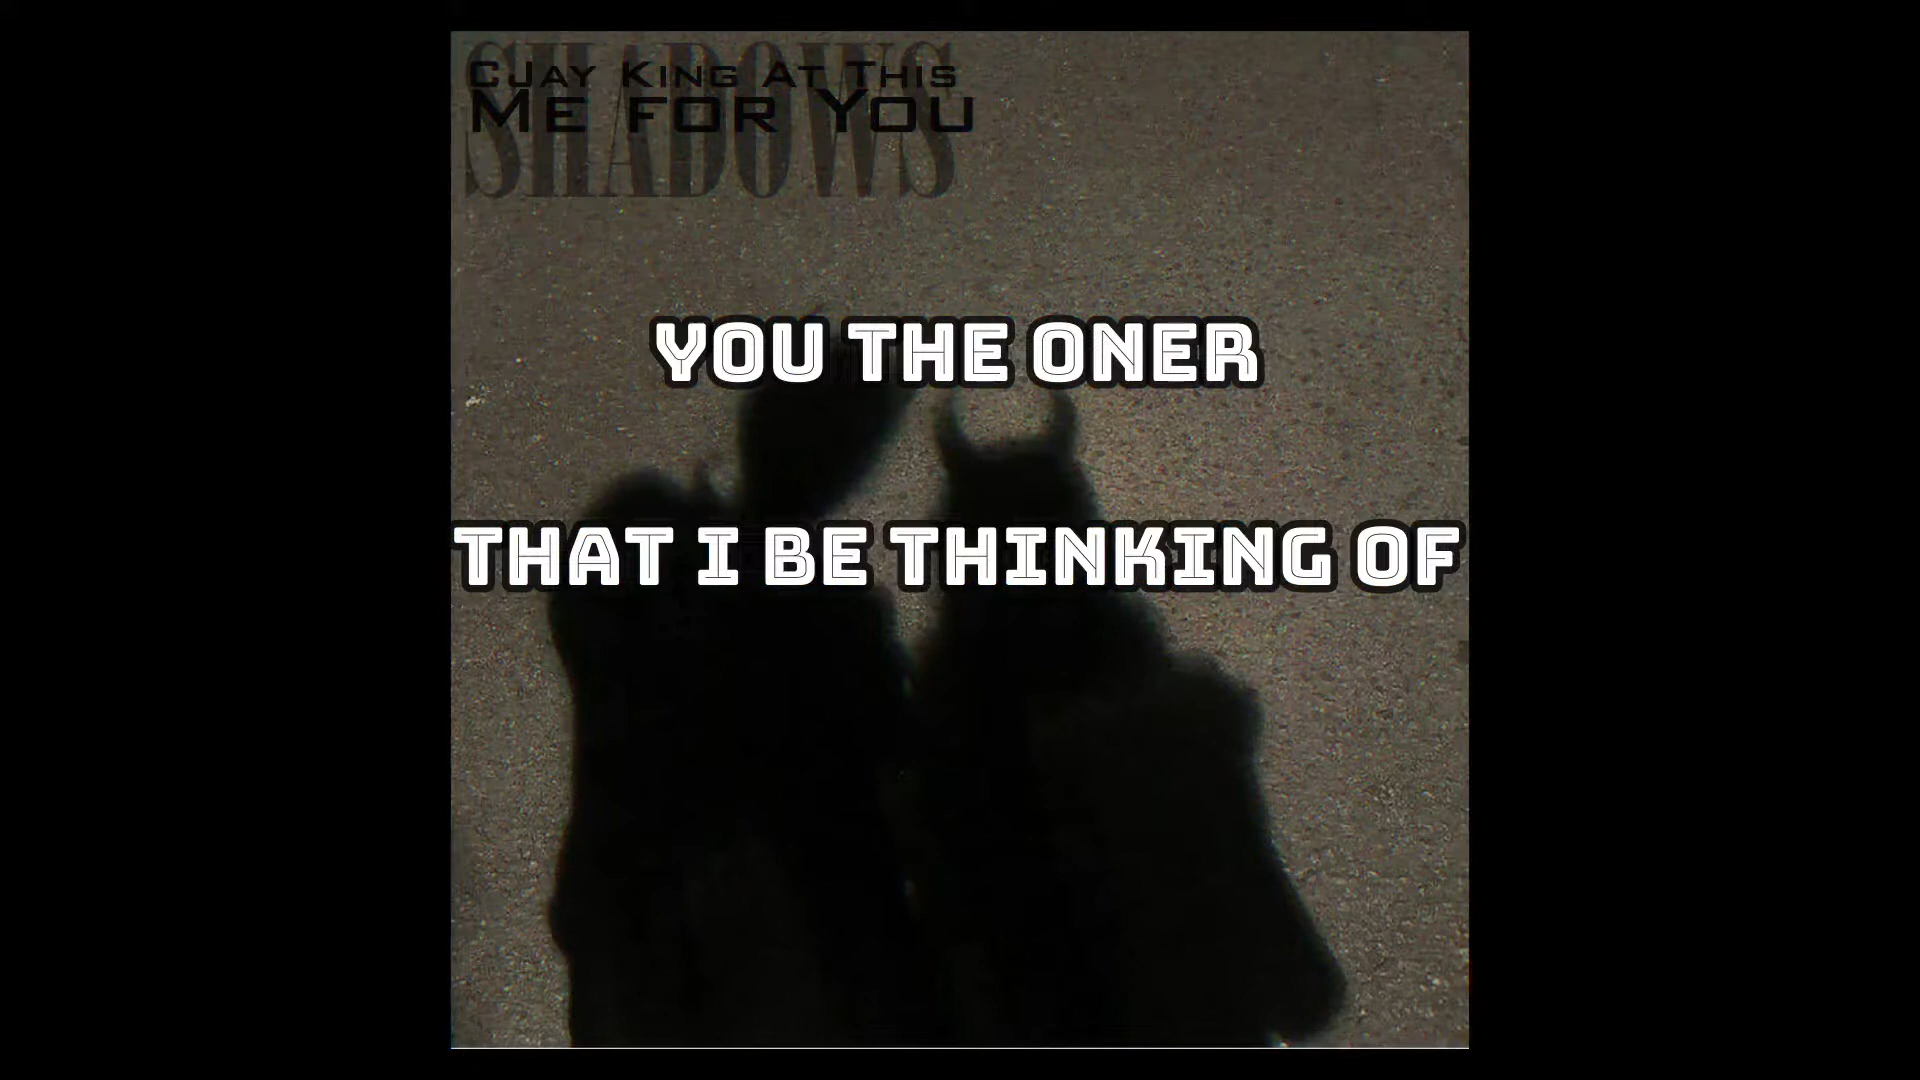 SHADOWS
CJay King At This
Me for You
YOU THE ONER
THAT I BE THINKING OF